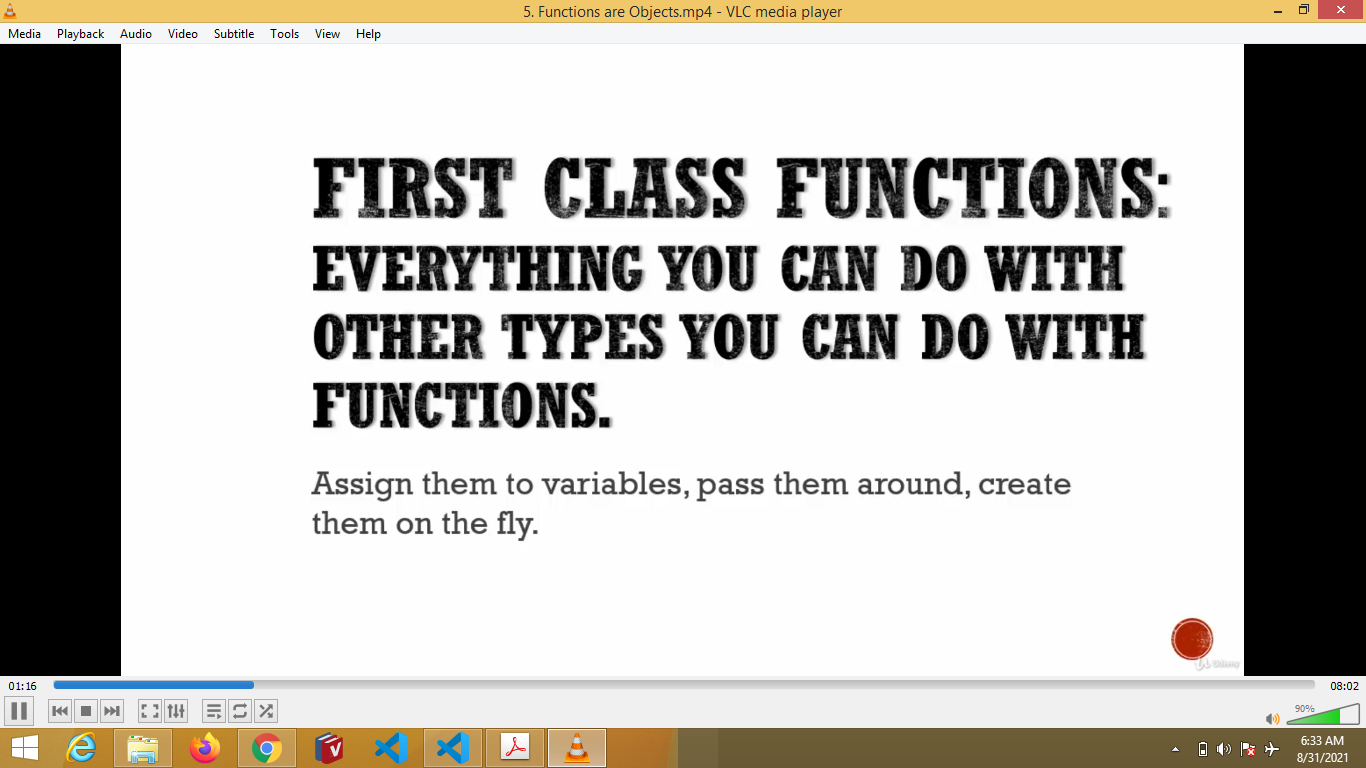 5. Functions are Objects.mp4 - VLC media player
Media Playback Audio Video Subtitle Tools View Help
FIRST CLASS FUNCTIONS:
EVERYTHING YOU CAN DO WITH
OTHER TYPES YOU CAN DO WITH
FUNCTIONS.
Assign them to variables, pass them around, create
them on the fly.
Udemy
01:16
08:02
90%
6:33 AM
8/31/2021